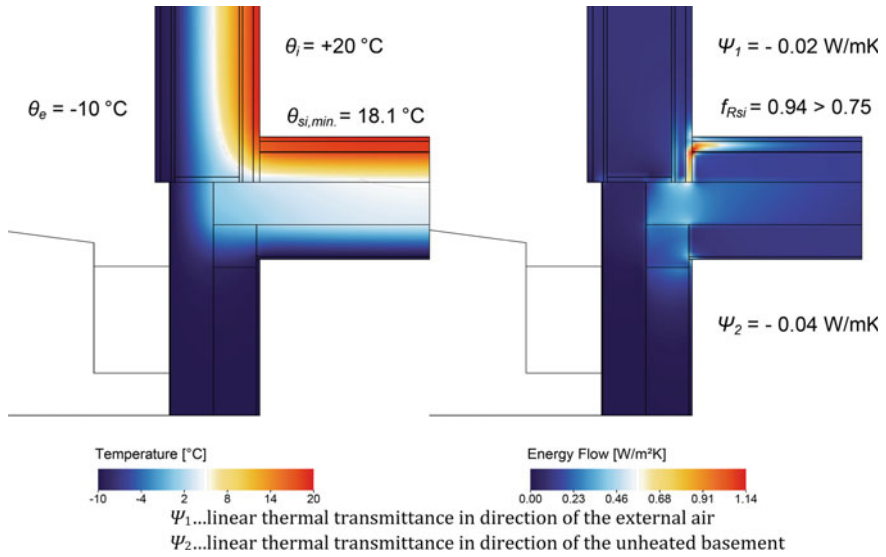 θe = -10 °C
θi = +20 °C
θsi,min. = 18.1 °C
Ψ1 = - 0.02 W/mK
fRsi = 0.94 > 0.75
Ψ2 = - 0.04 W/mK
Temperature [°C]
-10 -4 2 8 14 20
Energy Flow [W/m²K]
0.00 0.23 0.46 0.68 0.91 1.14
Ψ1...linear thermal transmittance in direction of the external air
Ψ2...linear thermal transmittance in direction of the unheated basement